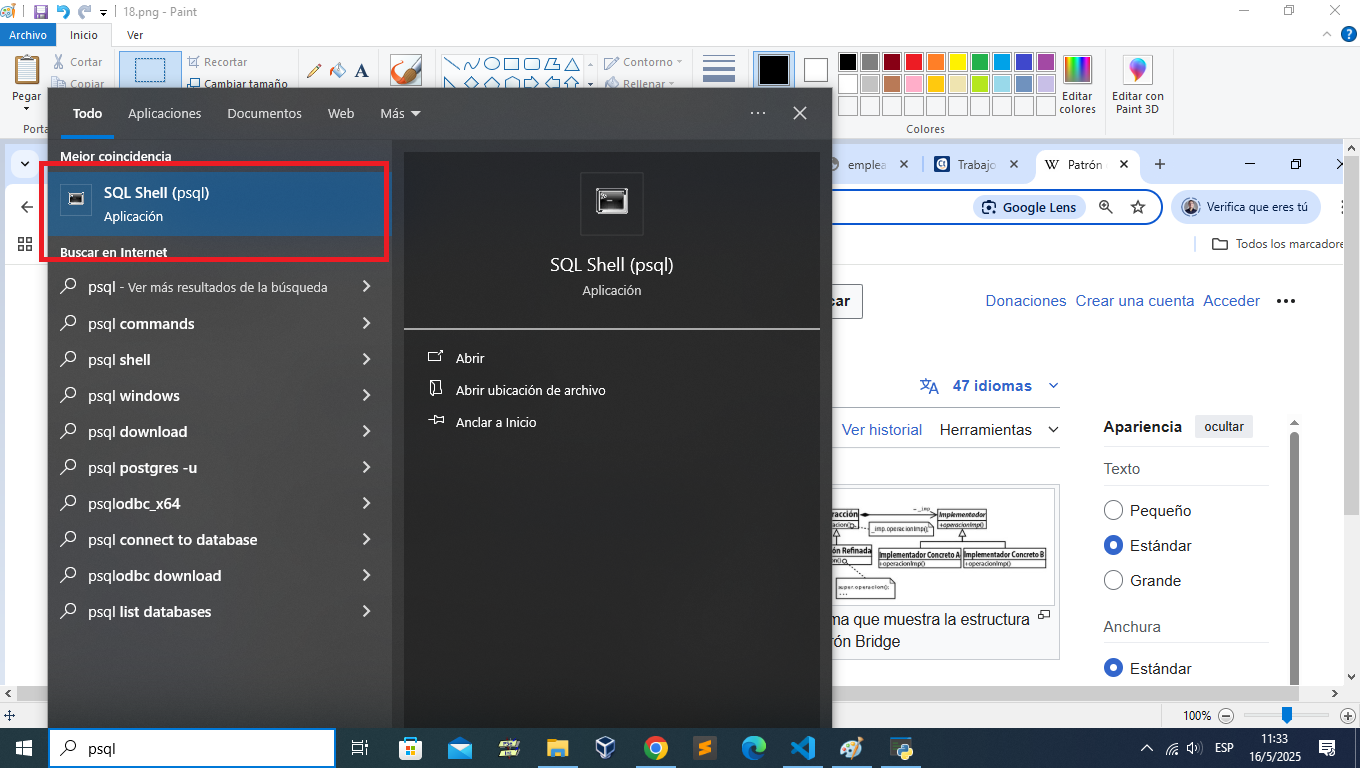 18.png - Paint
Archivo
Inicio
Ver
Pegar
Cortar
Copiar
Recortar
Cambiar tamaño
A
Contorno
Rellenar
Editar
colores
Editar con
Paint 3D
Porta
Colores
Todo
Aplicaciones
Documentos
Web
Más
Mejor coincidencia
SQL Shell (psql)
Aplicación
Buscar en Internet
psql - Ver más resultados de la búsqueda
psql commands
psql shell
psql windows
psql download
psql postgres -u
psqlodbc_x64
psql connect to database
psqlodbc download
psql list databases
SQL Shell (psql)
Aplicación
Abrir
Abrir ubicación de archivo
Anclar a Inicio
emplea
Trabajo
Patrón
Google Lens
Verifica que eres tú
Todos los marcadore
car
Donaciones
Crear una cuenta
Acceder
47 idiomas
Ver historial
Herramientas
Apariencia
ocultar
Texto
Pequeño
Estándar
Grande
Anchura
Estándar
racción
_imp
Implementador
+operacionImp()
_imp.operacionImp();
ón Refinada
Implementador Concreto A
+operacionImp()
Implementador Concreto B
+operacionImp()
super.operacion();
...
ma que muestra la estructura
rón Bridge
100%
psql
ESP
11:33
16/5/2025